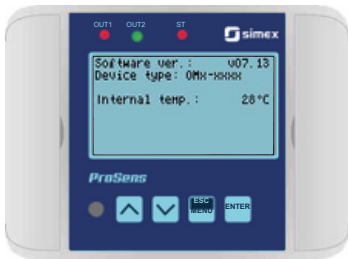 OUT1 OUT2 ST
simex
Software ver.: v07.13
Device type: OMx-xxxx
Internal temp.: 28°C
ProSens
ESC
MENU
ENTER